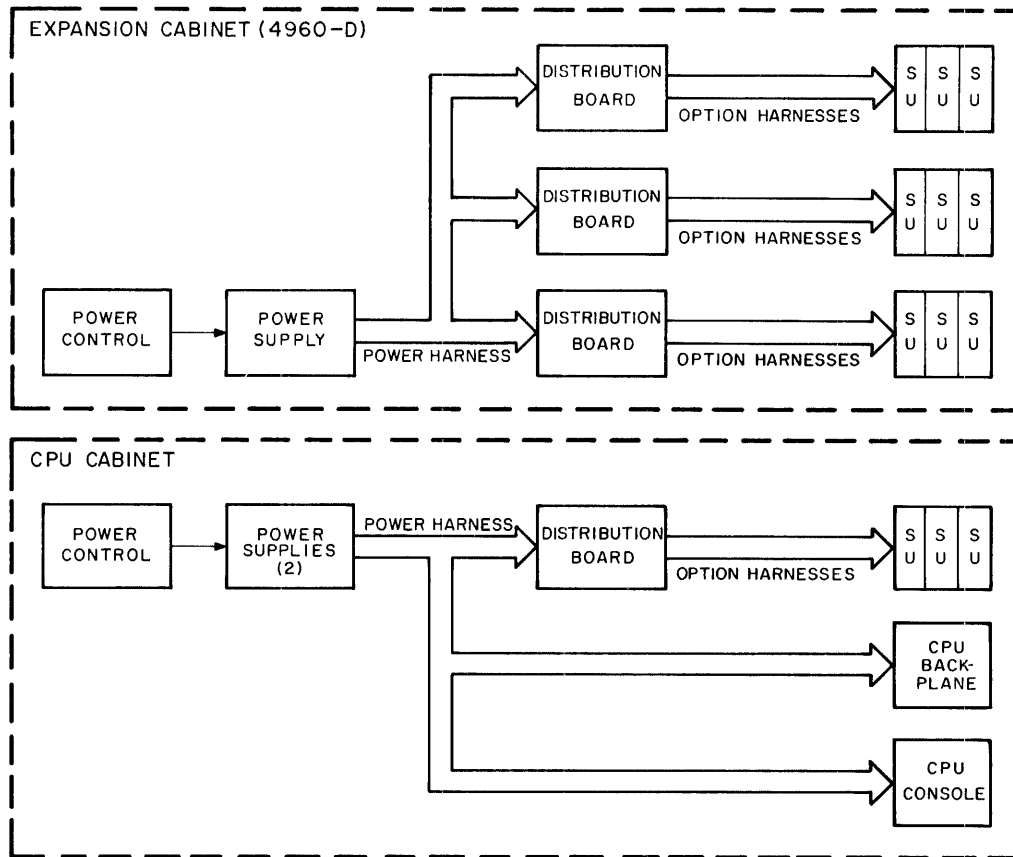 EXPANSION CABINET (4960-D)
DISTRIBUTION
BOARD
OPTION HARNESSES
S S S
U U U
DISTRIBUTION
BOARD
OPTION HARNESSES
S S S
U U U
POWER
CONTROL
POWER
SUPPLY
POWER HARNESS
DISTRIBUTION
BOARD
OPTION HARNESSES
S S S
U U U
CPU CABINET
POWER
CONTROL
POWER
SUPPLIES
(2)
POWER HARNESS
DISTRIBUTION
BOARD
OPTION HARNESSES
S S S
U U U
CPU
BACK-
PLANE
CPU
CONSOLE